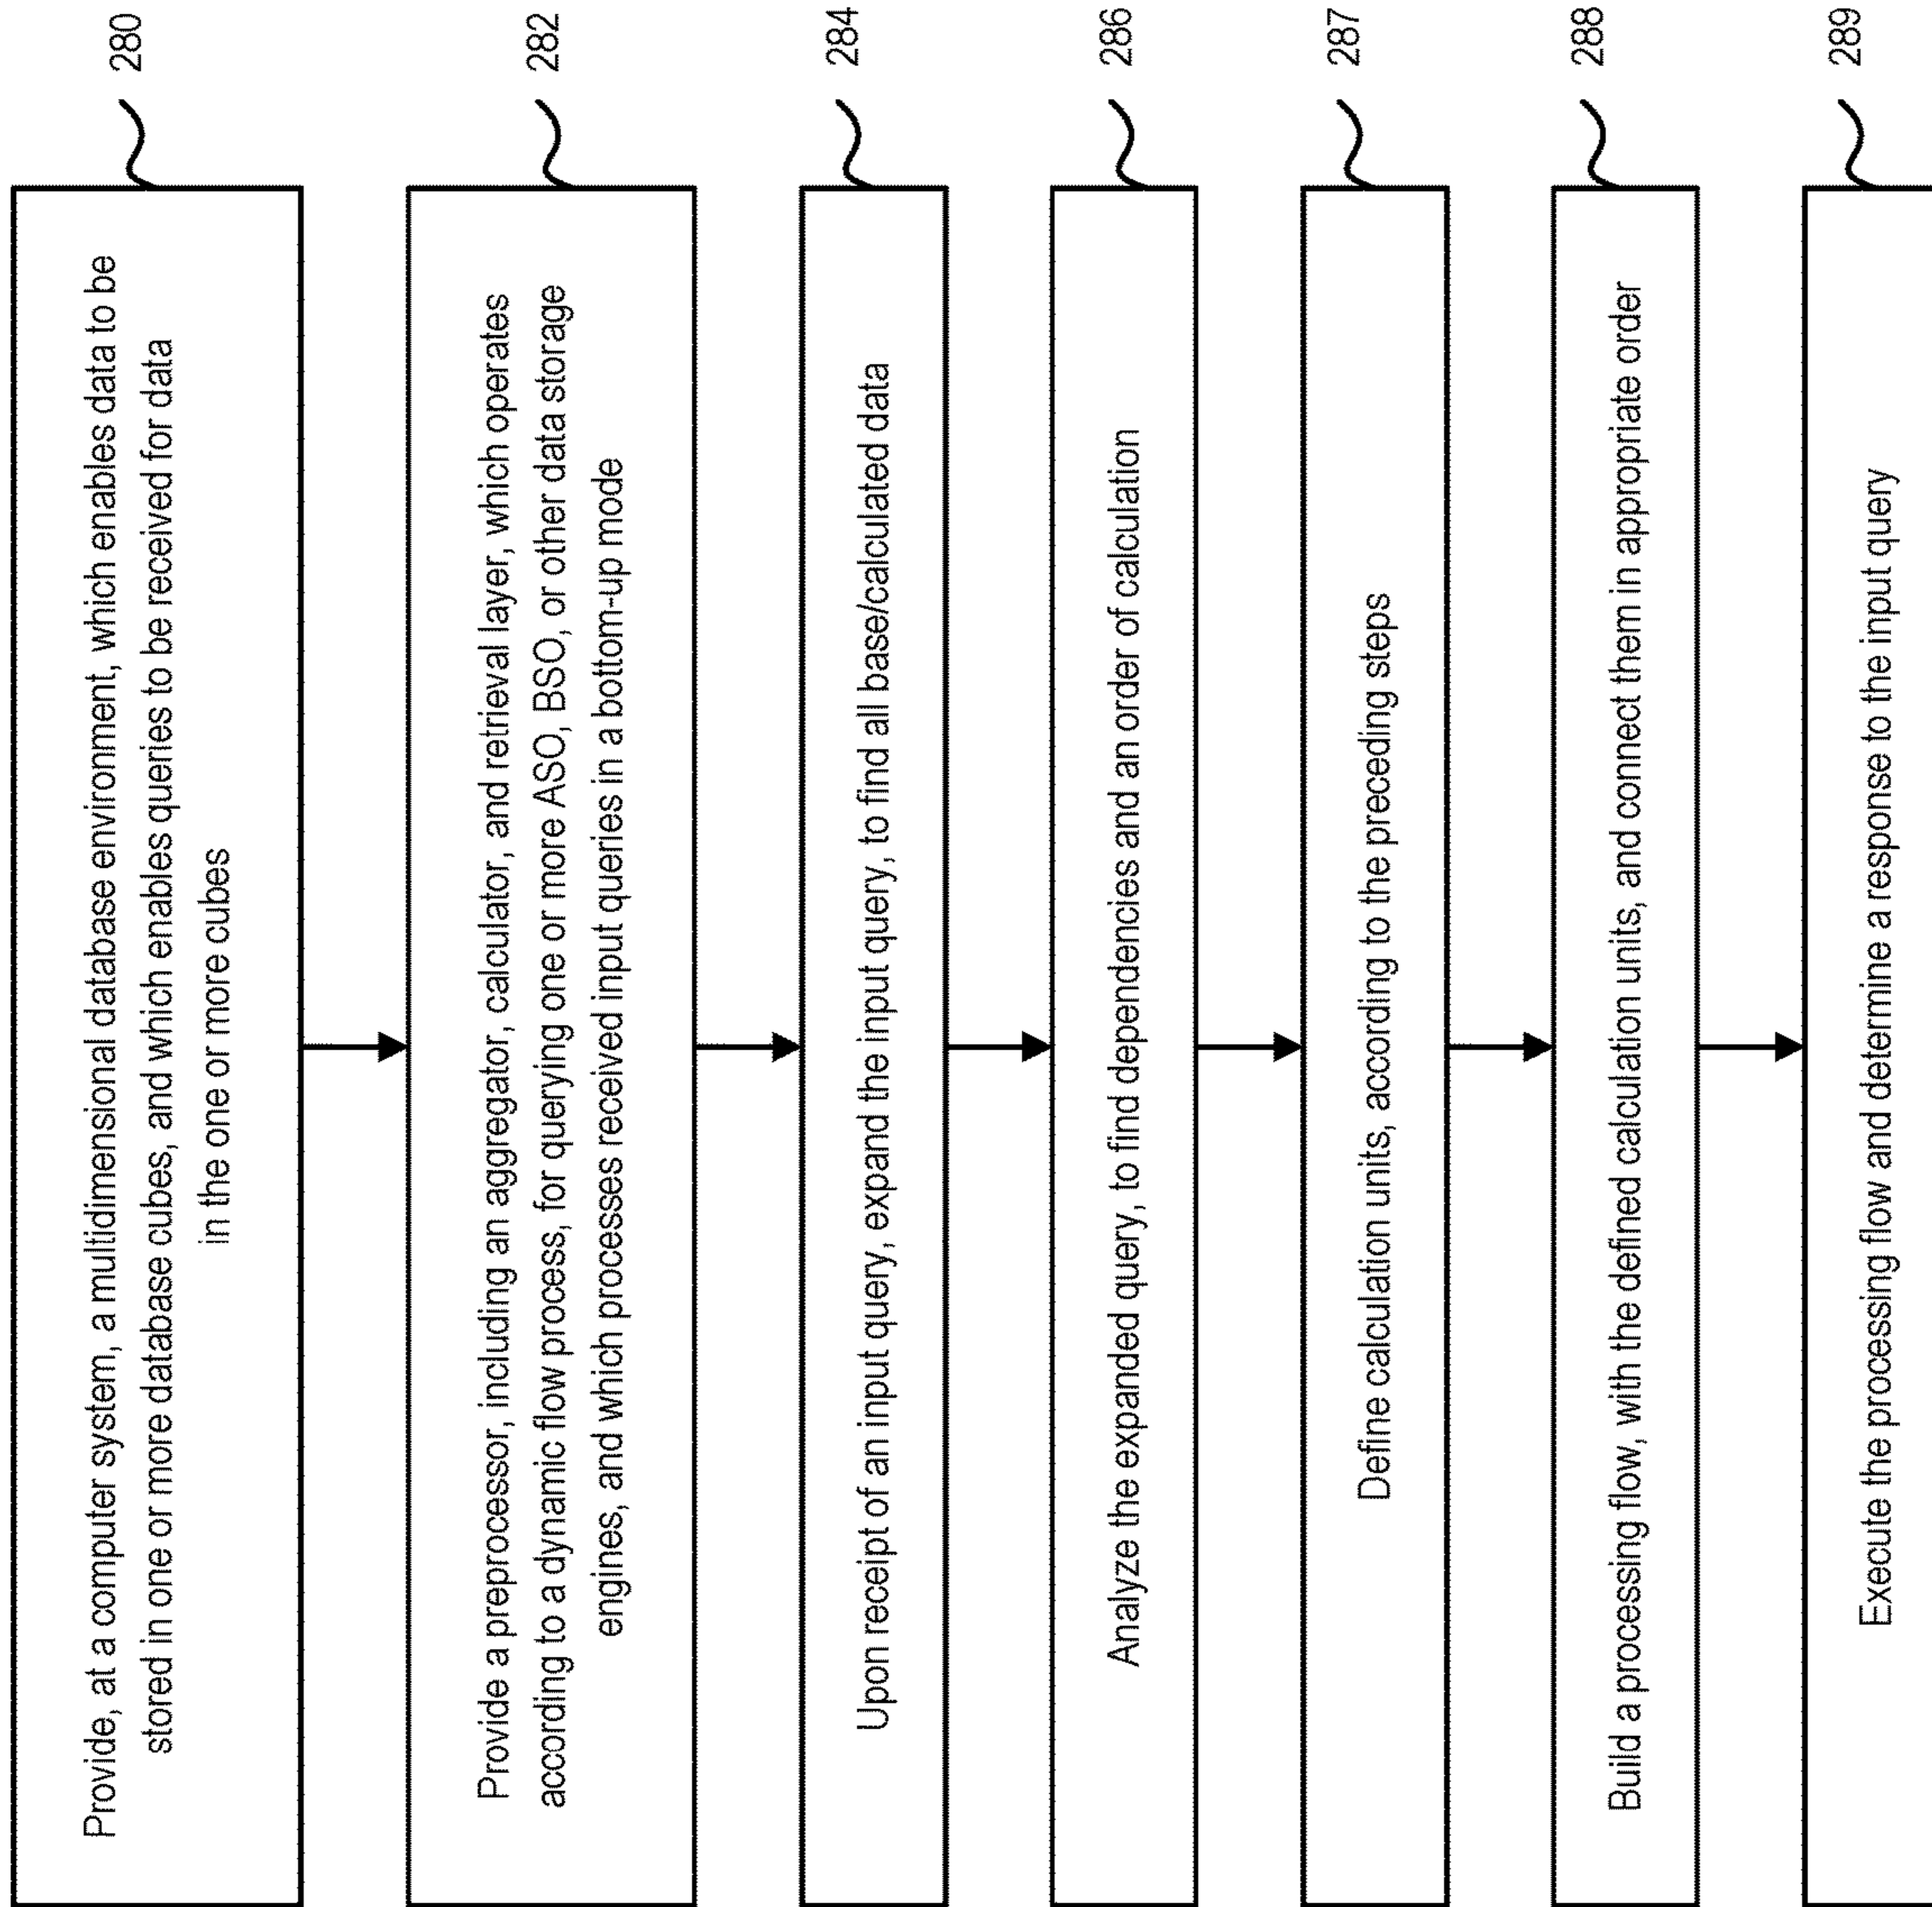 Provide, at a computer system, a multidimensional database environment, which enables data to be
stored in one or more database cubes, and which enables queries to be received for data
in the one or more cubes
280
Provide a preprocessor, including an aggregator, calculator, and retrieval layer, which operates
according to a dynamic flow process, for querying one or more ASO, BSO, or other data storage
engines, and which processes received input queries in a bottom-up mode
282
Upon receipt of an input query, expand the input query, to find all base/calculated data
284
Analyze the expanded query, to find dependencies and an order of calculation
286
Define calculation units, according to the preceding steps
287
Build a processing flow, with the defined calculation units, and connect them in appropriate order
288
Execute the processing flow and determine a response to the input query
289